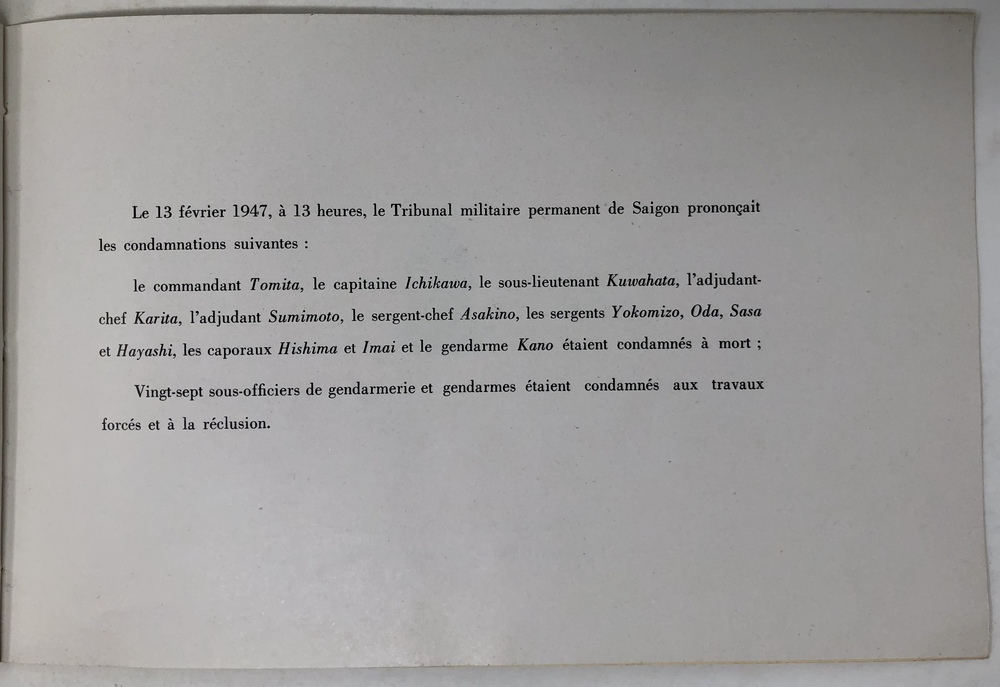 Le 13 février 1947, à 13 heures, le Tribunal militaire permanent de Saigon prononçait
les condamnations suivantes :
le commandant Tomita, le capitaine Ichikawa, le sous-lieutenant Kuwahata, l'adjudant-
chef Karita, l'adjudant Sumimoto, le sergent-chef Asakino, les sergents Yokomizo, Oda, Sasa
et Hayashi, les caporaux Hishima et Imai et le gendarme Kano étaient condamnés à mort ;
Vingt-sept sous-officiers de gendarmerie et gendarmes étaient condamnés aux travaux
forcés et à la réclusion.